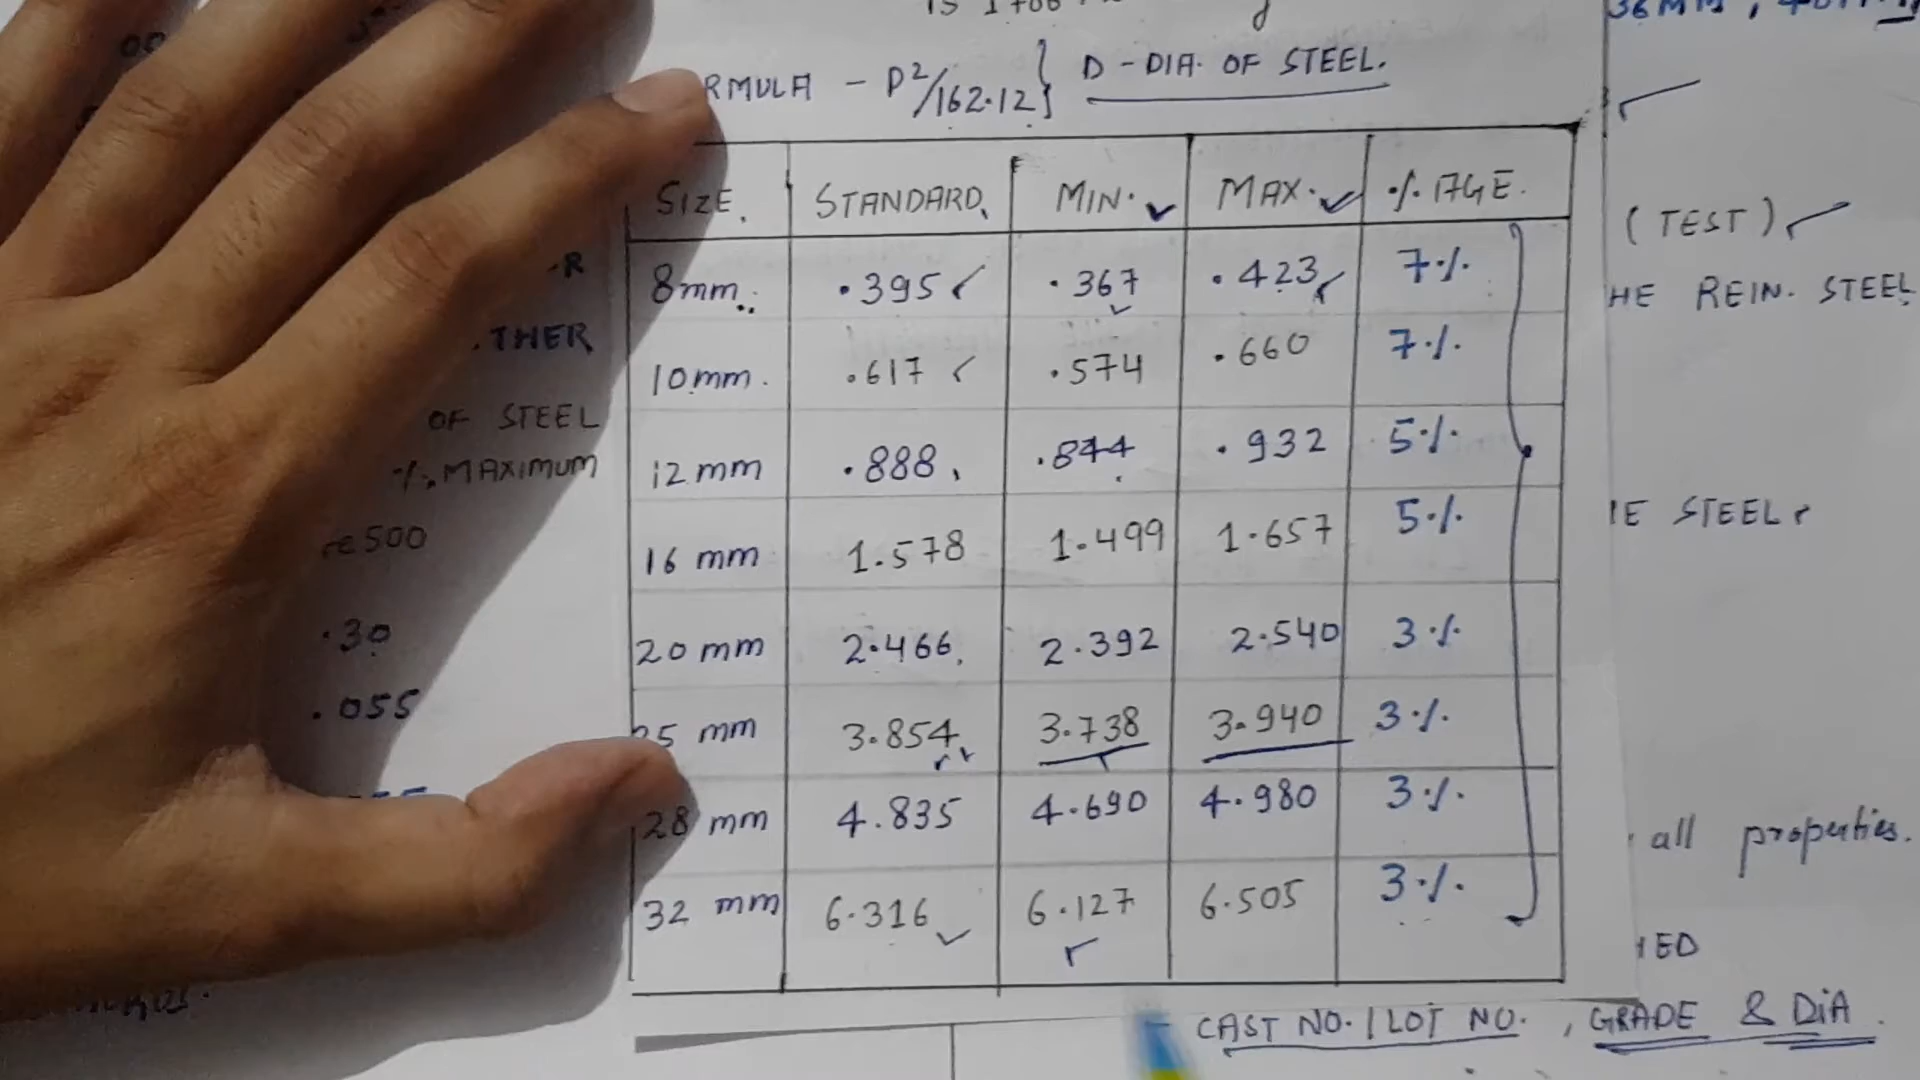 RMULA - D²/162.12 } D - DIA. OF STEEL.
SIZE. STANDARD. MIN. MAX. %AGE.
8mm. .395 .367 .423 7%
10mm. .617 .574 .660 7%
12 mm .888 .844 .932 5%
16 mm 1.578 1.499 1.657 5%
20 mm 2.466 2.392 2.540 3%
25 mm 3.854 3.738 3.940 3%
28 mm 4.835 4.690 4.980 3%
32 mm 6.316 6.127 6.505 3%
CAST NO. / LOT NO., GRADE & DIA.
THER
OF STEEL
% MAXIMUM
500
.30
.055
36MM,
(TEST)
HE REIN. STEEL
STEEL
all properties.